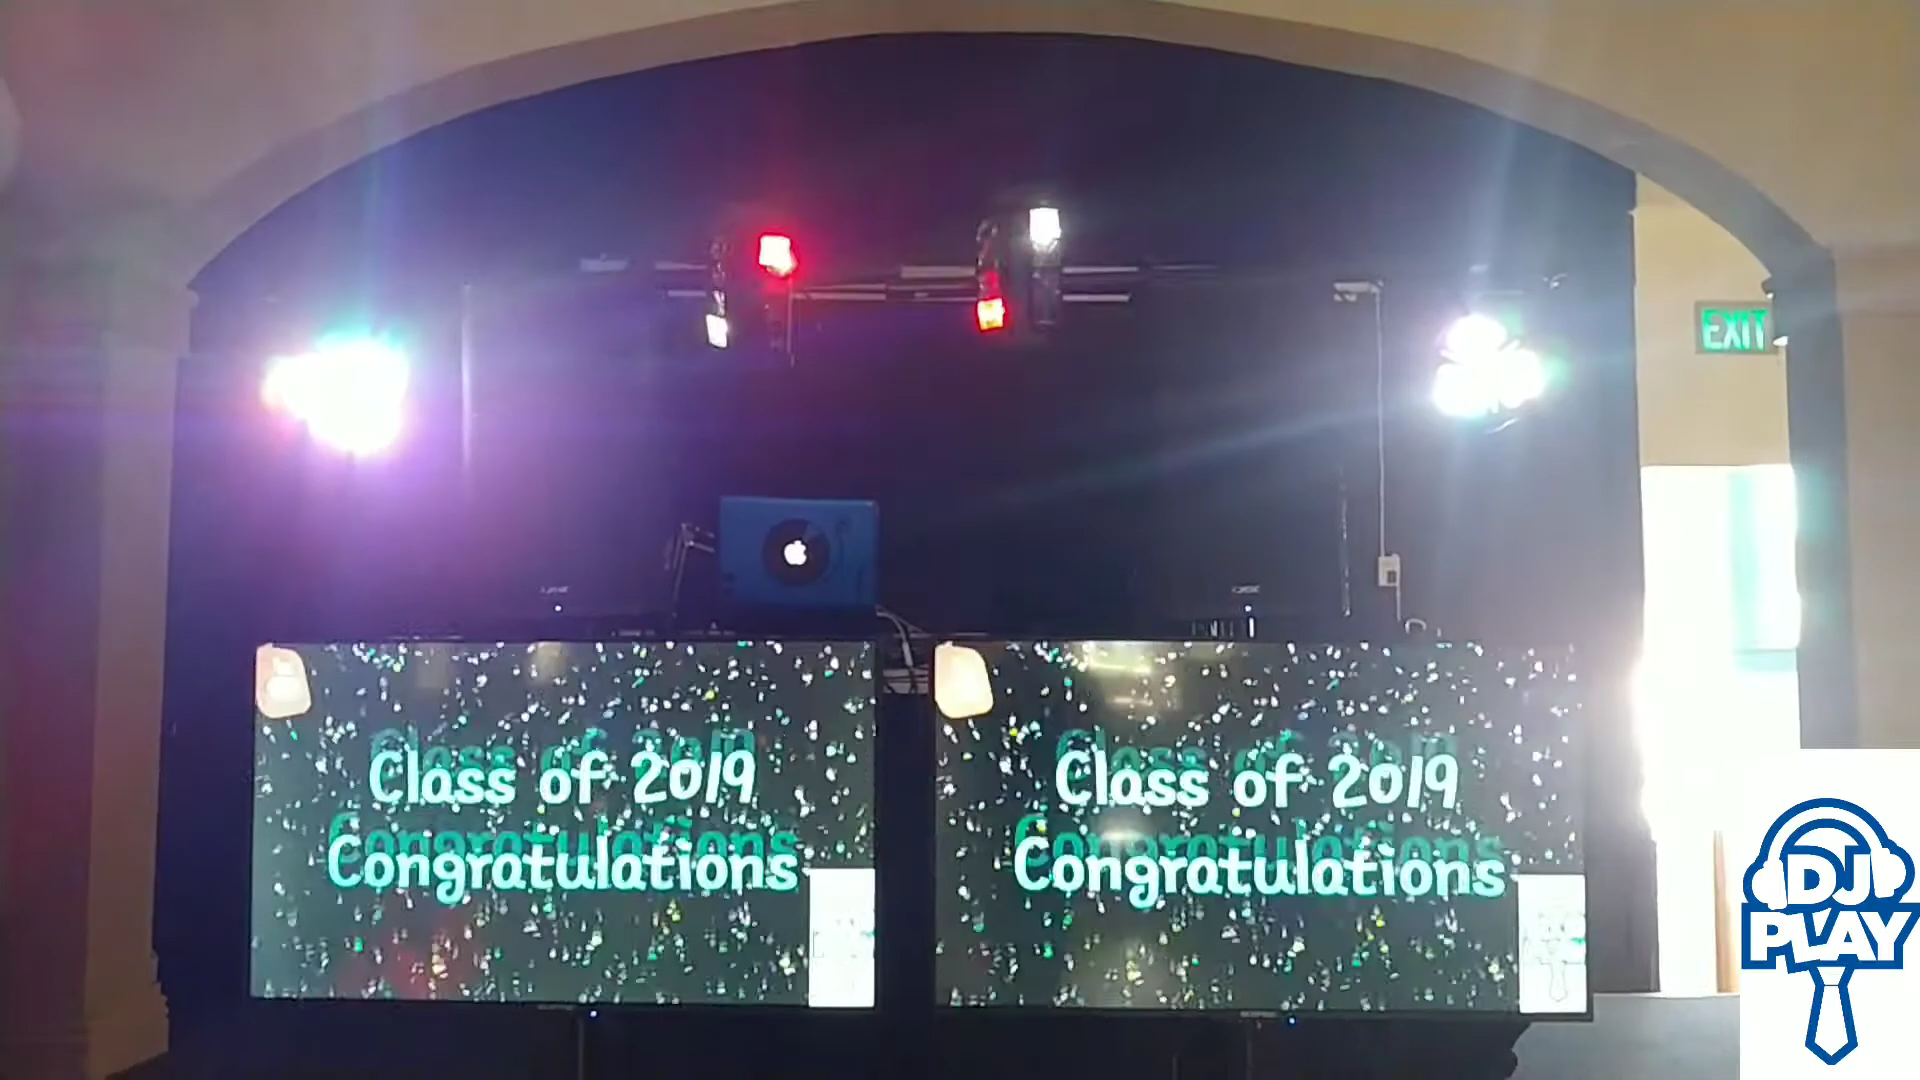 EXIT
Class of 2019
Congratulations
Class of 2019
Congratulations
DJ
PLAY